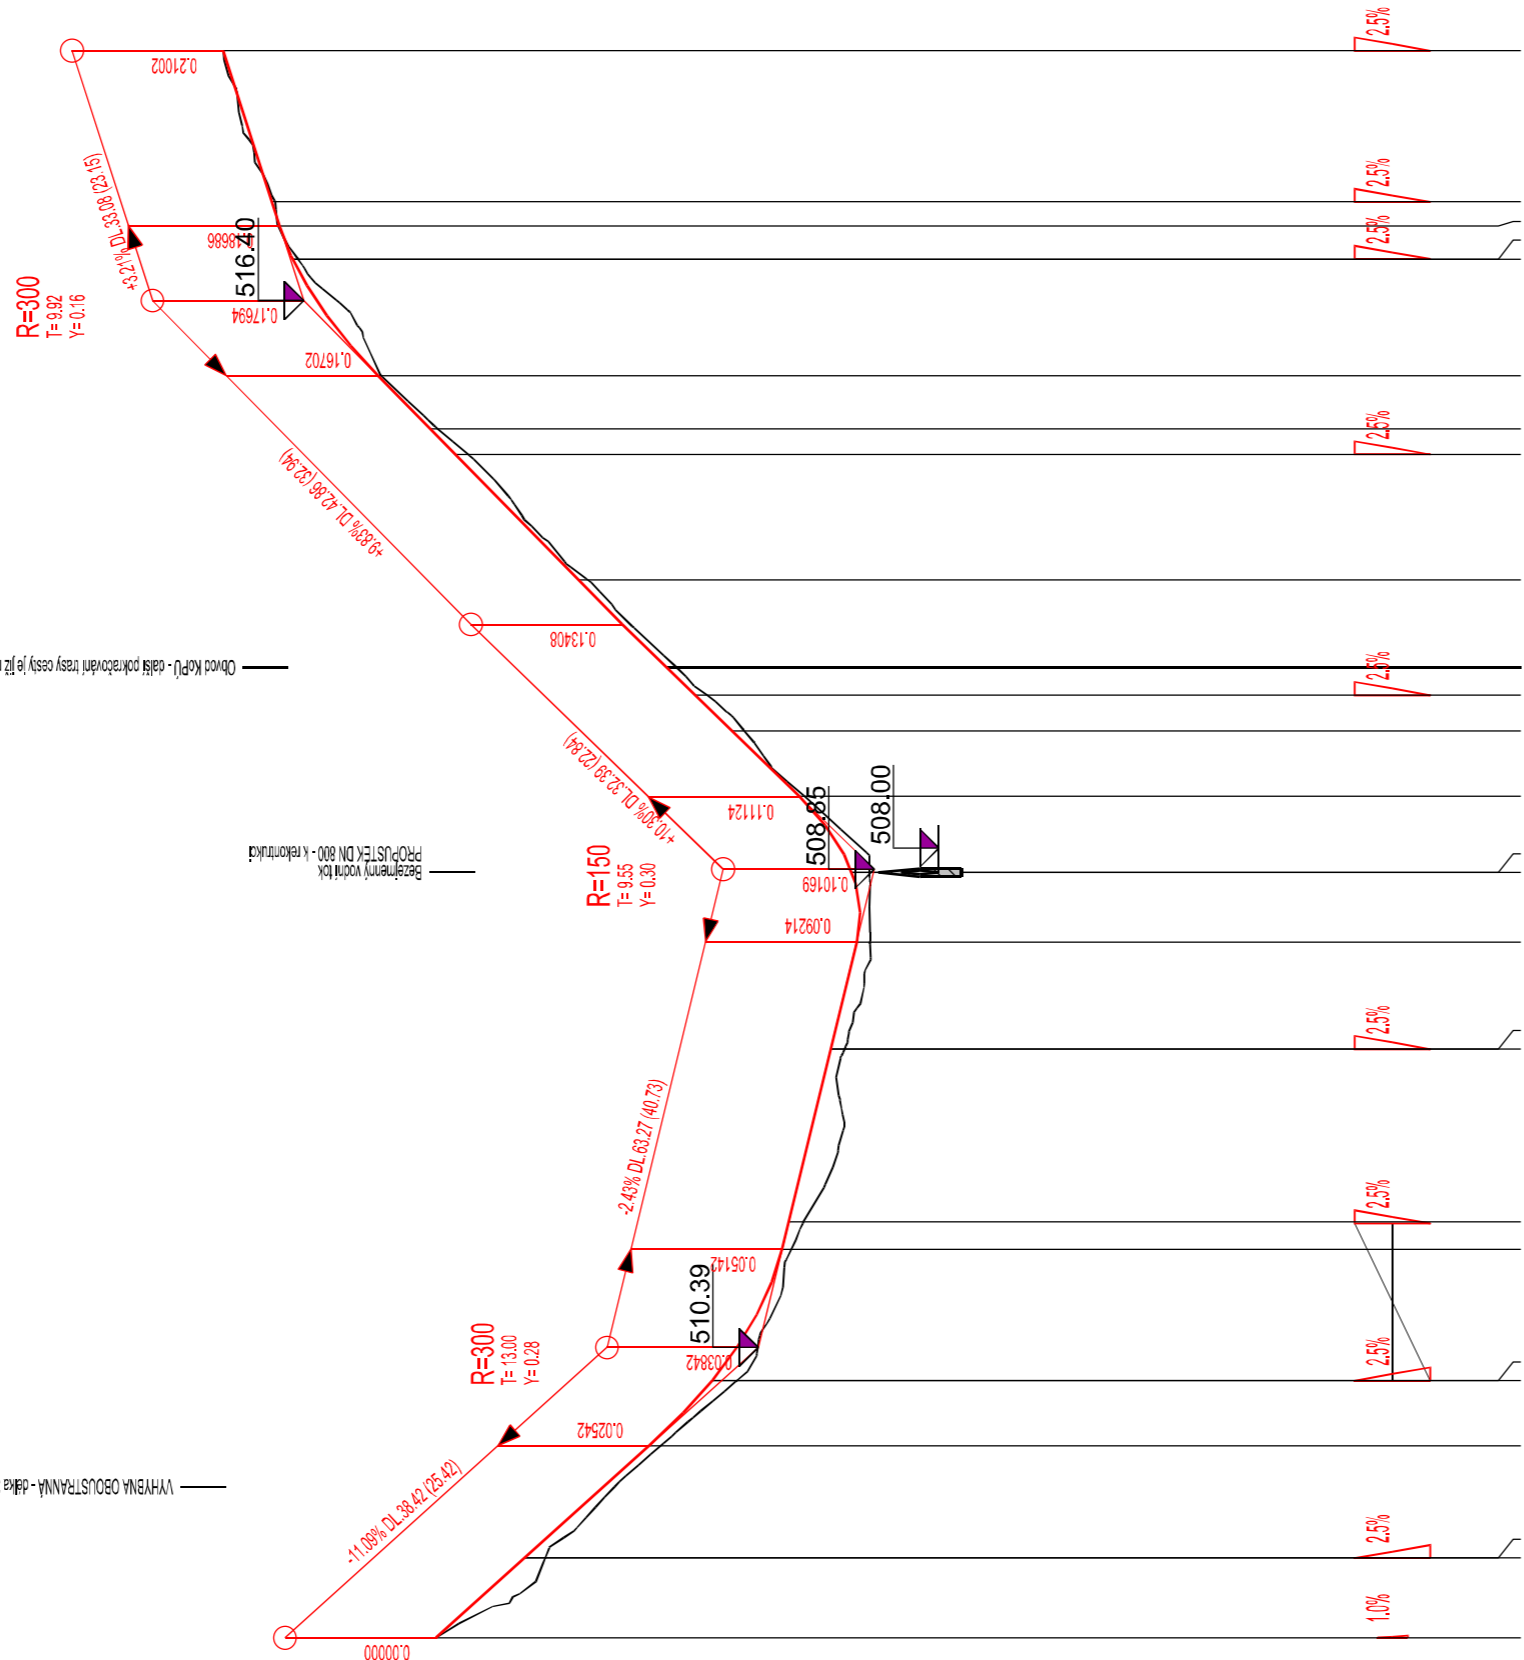 2.5%
0.21002
+3.21% DL.33.08 (23.15)
2.5%
0.18686
516.40
2.5%
R=300
T= 9.92
Y= 0.16
0.17694
0.16702
2.5%
+9.83% DL.42.86 (32.94)
0.13408
Obvod KoPÚ - další pokračování trasy cesty je již
2.5%
+10.30% DL.32.39 (22.84)
0.11124
508.85
508.00
Bezejmenný vodní tok
PROPUSTEK DN 800 - k rekontrukci
R=150
T= 9.55
Y= 0.30
0.10169
0.09214
2.5%
-2.43% DL.63.27 (40.73)
2.5%
0.05142
510.39
R=300
T= 13.00
Y= 0.28
0.03842
2.5%
0.02542
VÝHYBNA OBOUSTRANNÁ - délka
-11.09% DL.38.42 (25.42)
2.5%
1.0%
0.00000